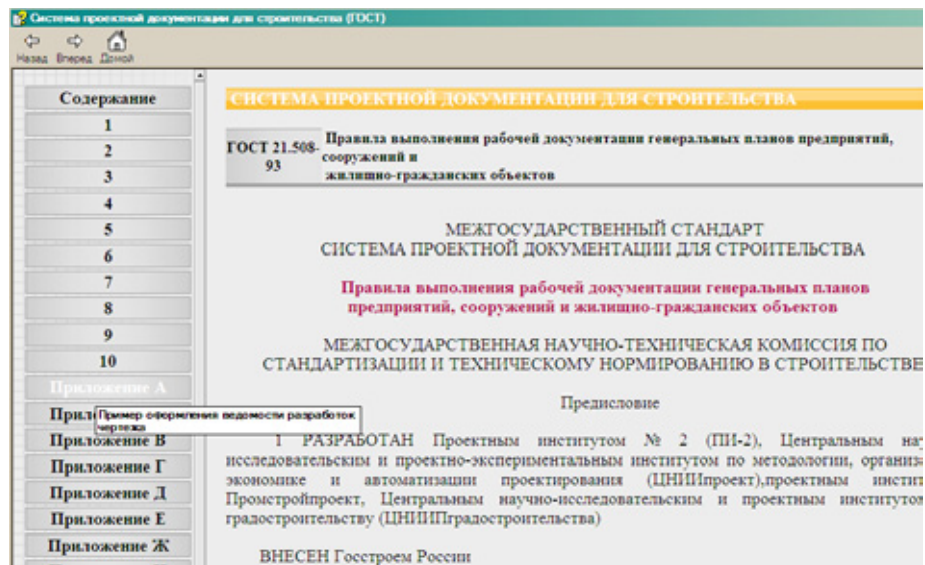 Система проектной документации для строительства (ГОСТ)
Назад Вперед Домой
Содержание
1
2
3
4
5
6
7
8
9
10
Приложение А
Прил
Пример оформления ведомости разработок
чертежа
Приложение В
Приложение Г
Приложение Д
Приложение Е
Приложение Ж
СИСТЕМА ПРОЕКТНОЙ ДОКУМЕНТАЦИИ ДЛЯ СТРОИТЕЛЬСТВА
ГОСТ 21.508-
93
Правила выполнения рабочей документации генеральных планов предприятий,
сооружений и
жилищно-гражданских объектов
МЕЖГОСУДАРСТВЕННЫЙ СТАНДАРТ
СИСТЕМА ПРОЕКТНОЙ ДОКУМЕНТАЦИИ ДЛЯ СТРОИТЕЛЬСТВА
Правила выполнения рабочей документации генеральных планов
предприятий, сооружений и жилищно-гражданских объектов
МЕЖГОСУДАРСТВЕННАЯ НАУЧНО-ТЕХНИЧЕСКАЯ КОМИССИЯ ПО
СТАНДАРТИЗАЦИИ И ТЕХНИЧЕСКОМУ НОРМИРОВАНИЮ В СТРОИТЕЛЬСТВЕ
Предисловие
1 РАЗРАБОТАН Проектным институтом № 2 (ПИ-2), Центральным нау
исследовательским и проектно-экспериментальным институтом по методологии, организ
экономике и автоматизации проектирования (ЦНИИпроект),проектным инстит
Промстройпроект, Центральным научно-исследовательским и проектным институтом
градостроительству (ЦНИИПградостроительства)
ВНЕСЕН Госстроем России